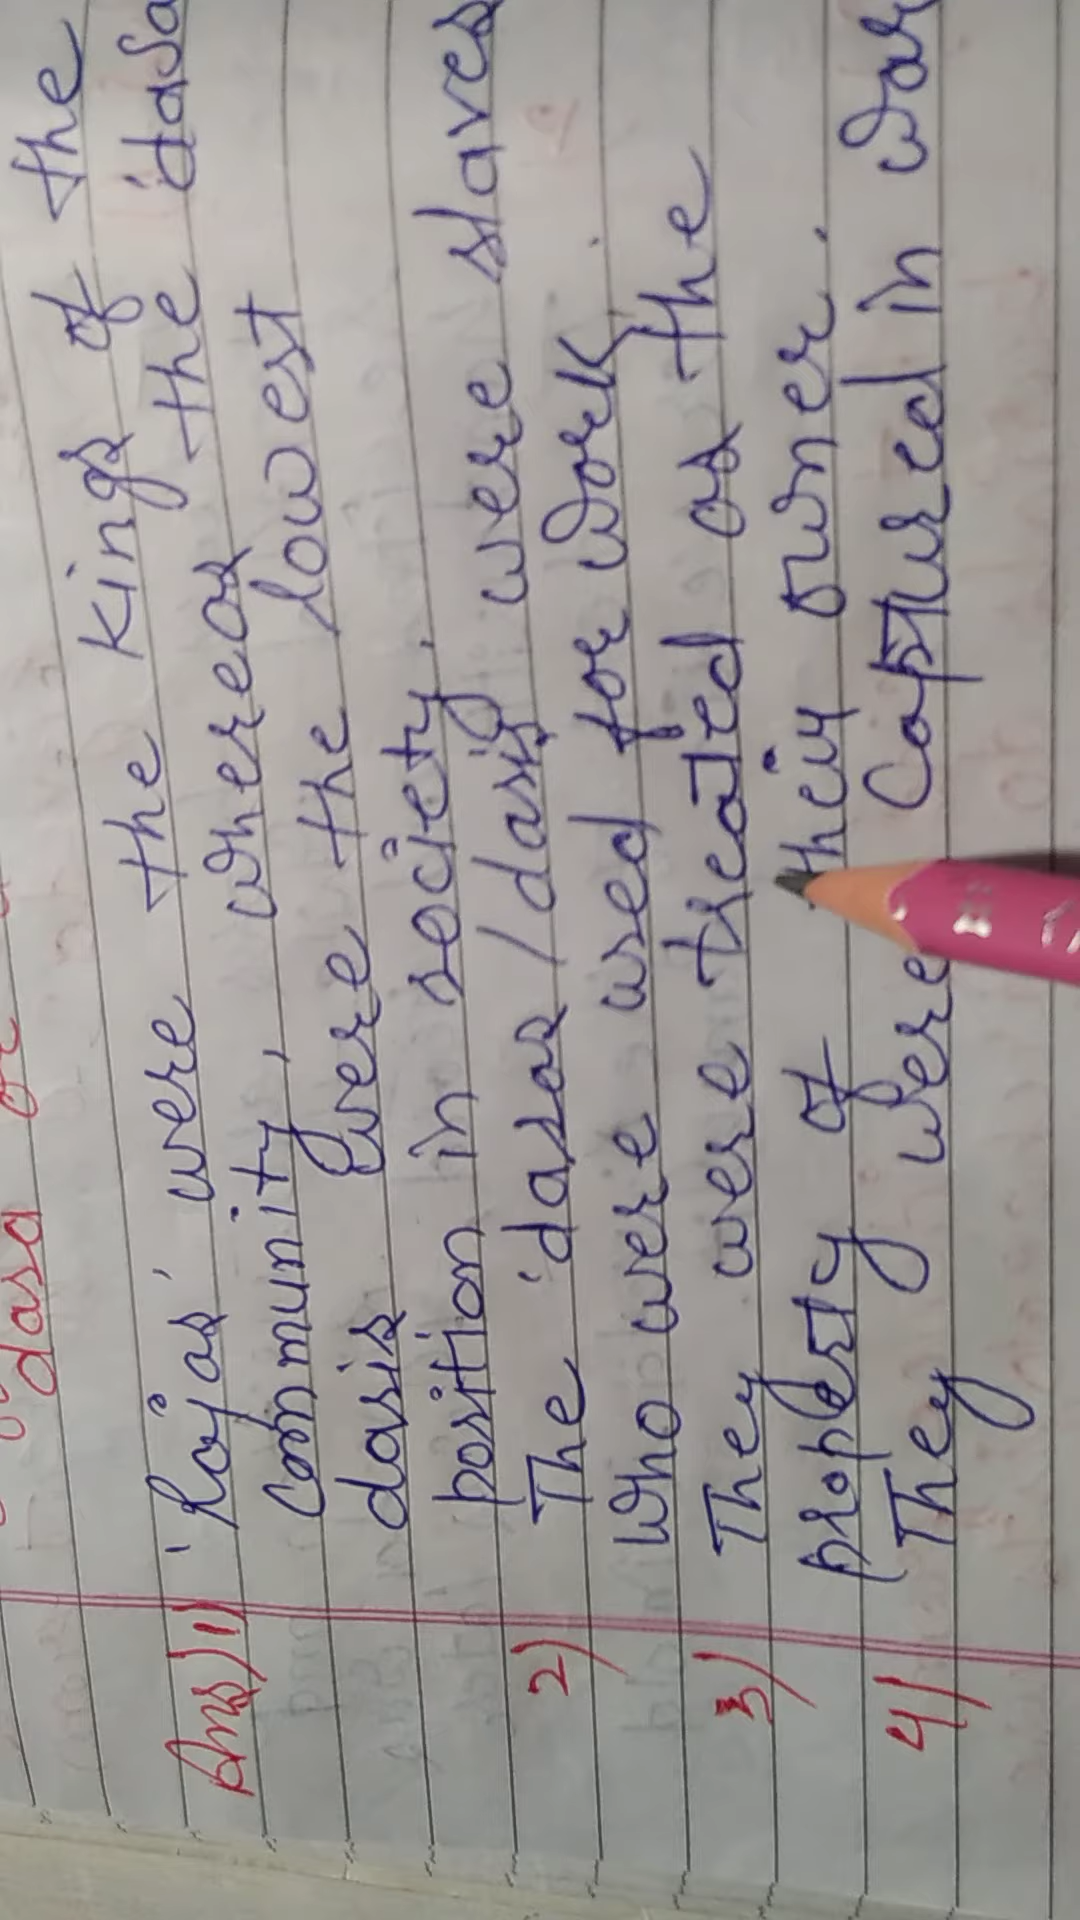 dasa or
Ans)1) 'Rajas' were the kings of the
community, whereas the 'dasa
dasis were the lowest
position in society.
2) The 'dasas/dasis were slaves
who were used for work.
3) They were treated as the
property of their owner.
4) They were captured in war